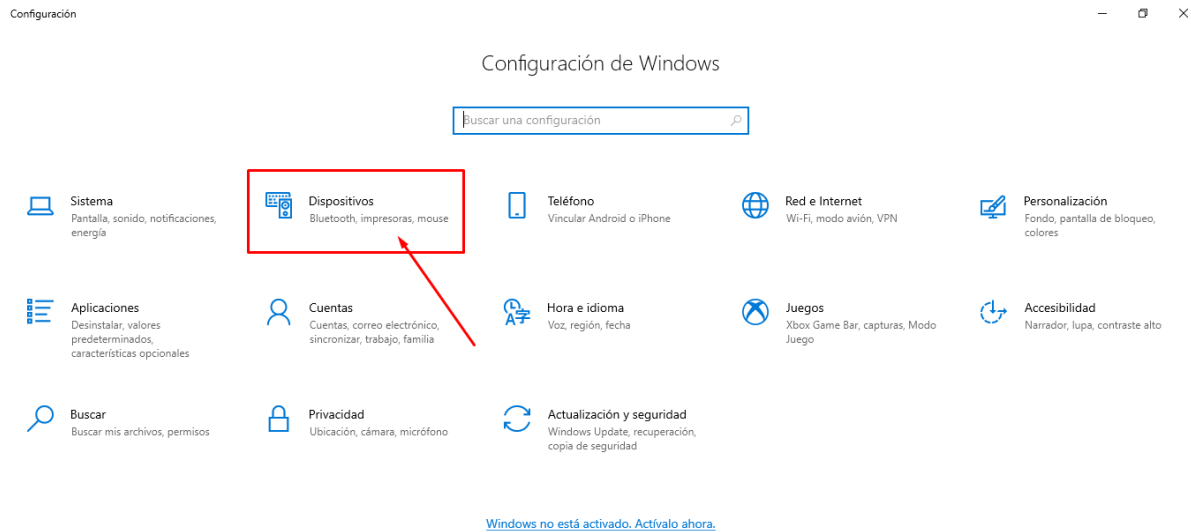 Configuración
Configuración de Windows
Buscar una configuración
Sistema
Pantalla, sonido, notificaciones,
energía
Dispositivos
Bluetooth, impresoras, mouse
Teléfono
Vincular Android o iPhone
Red e Internet
Wi-Fi, modo avión, VPN
Personalización
Fondo, pantalla de bloqueo,
colores
Aplicaciones
Desinstalar, valores
predeterminados,
características opcionales
Cuentas
Cuentas, correo electrónico,
sincronizar, trabajo, familia
Hora e idioma
Voz, región, fecha
Juegos
Xbox Game Bar, capturas, Modo
Juego
Accesibilidad
Narrador, lupa, contraste alto
Buscar
Buscar mis archivos, permisos
Privacidad
Ubicación, cámara, micrófono
Actualización y seguridad
Windows Update, recuperación,
copia de seguridad
Windows no está activado. Actívalo ahora.